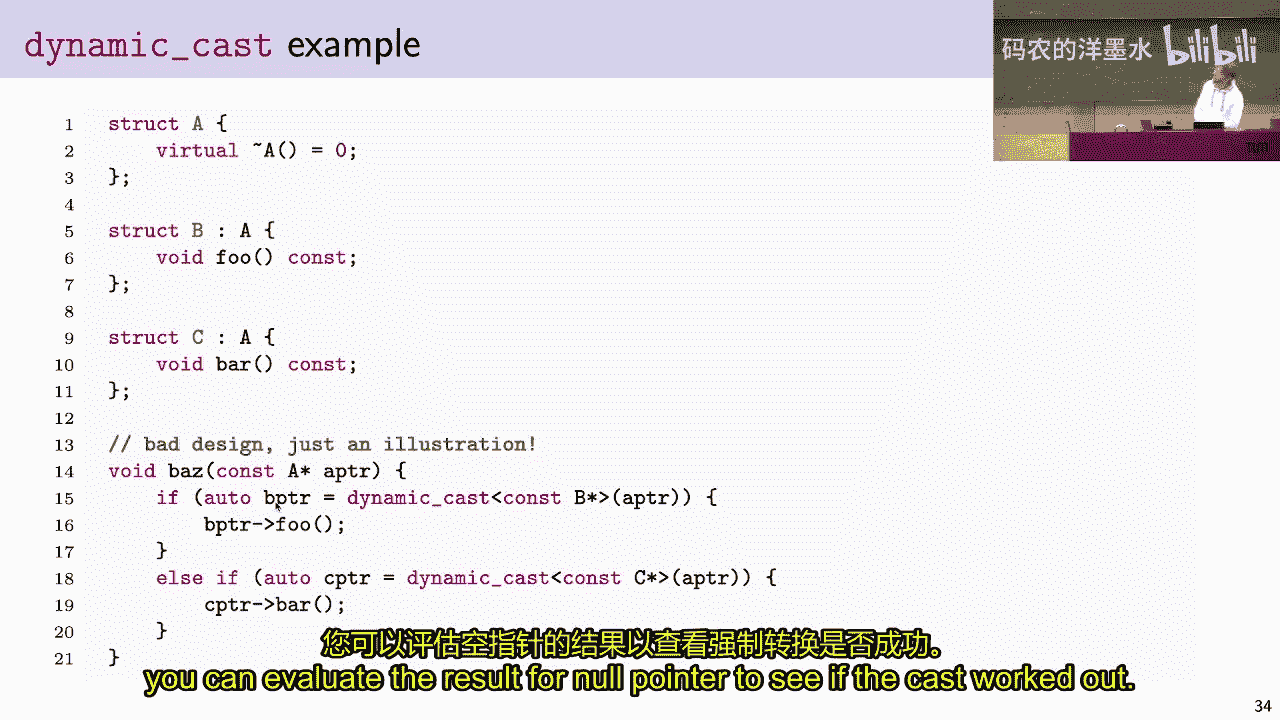 dynamic_cast example
码农的洋墨水 bilibili
1 struct A {
2 virtual ~A() = 0;
3 };
4
5 struct B : A {
6 void foo() const;
7 };
8
9 struct C : A {
10 void bar() const;
11 };
12
13 // bad design, just an illustration!
14 void baz(const A* aptr) {
15 if (auto bptr = dynamic_cast<const B*>(aptr)) {
16 bptr->foo();
17 }
18 else if (auto cptr = dynamic_cast<const C*>(aptr)) {
19 cptr->bar();
20 }
21 }
您可以评估空指针的结果以查看强制转换是否成功。
you can evaluate the result for null pointer to see if the cast worked out.
34